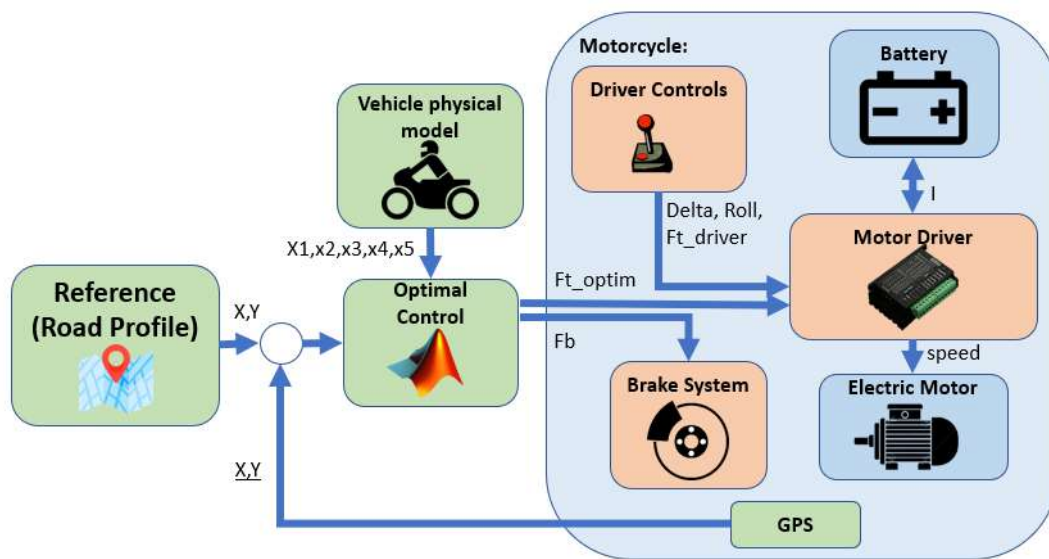 Motorcycle:
Battery
Driver Controls
Vehicle physical
model
I
Delta, Roll,
Ft_driver
Motor Driver
X1,x2,x3,x4,x5
Ft_optim
Optimal
Control
Reference
(Road Profile)
X,Y
Fb
speed
Brake System
Electric Motor
X,Y
GPS